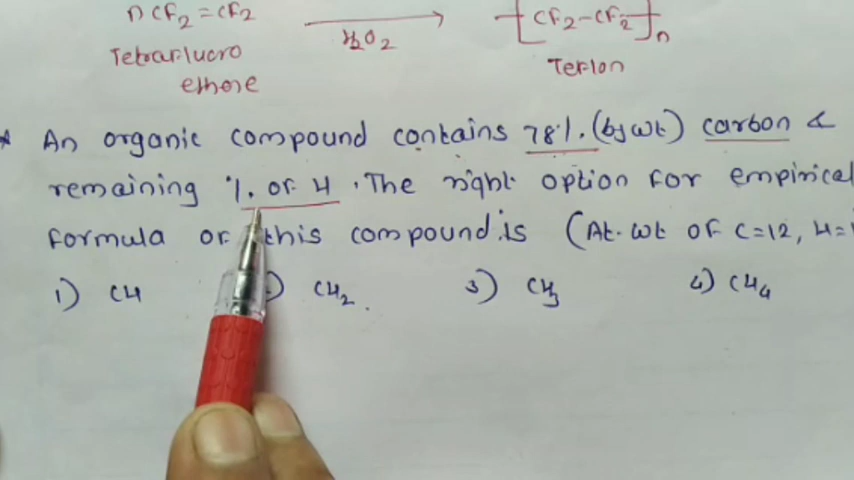 n CF2 = CF2 → [CF2-CF2]n
H2O2
Tetrafluoro
ethene
Teflon
* An organic compound contains 78%. (by wt) carbon &
remaining %. of H. The right option for empirical
formula of this compound is (At. wt of C=12, H=1
1) CH 2) CH2. 3) CH3 4) CH4